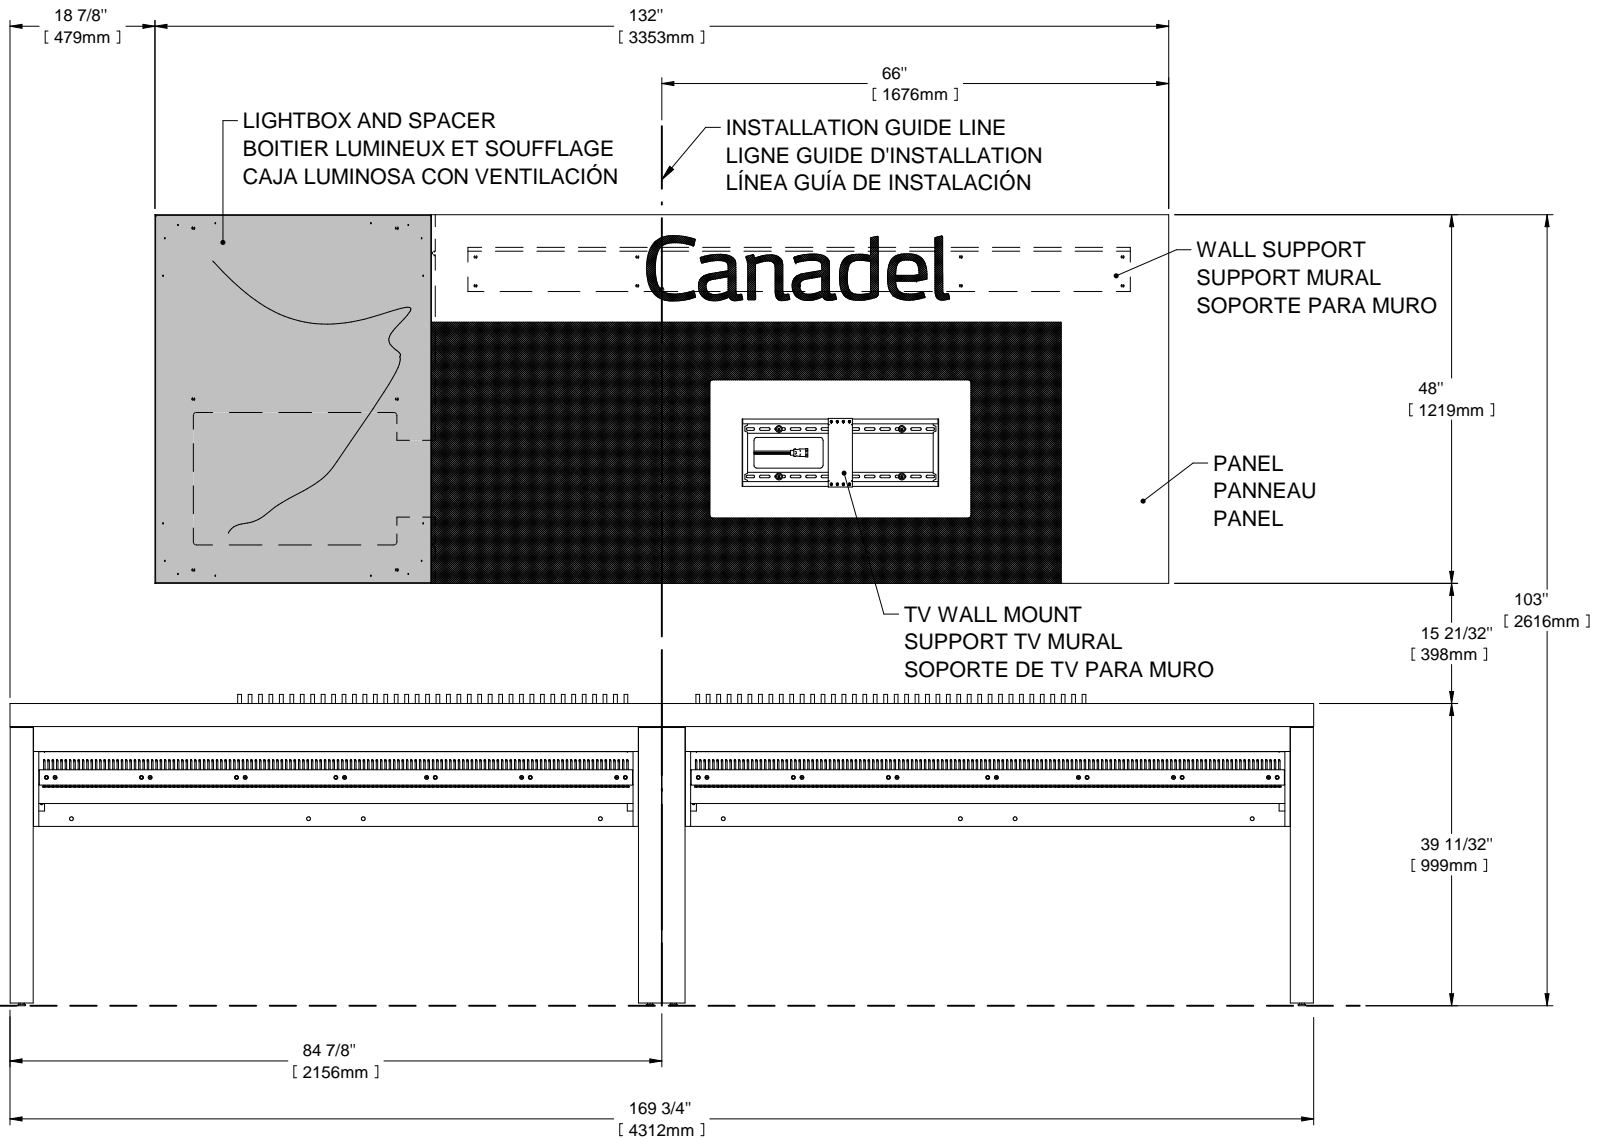 18 7/8"
[ 479mm ]
132"
[ 3353mm ]
66"
[ 1676mm ]
LIGHTBOX AND SPACER
BOITIER LUMINEUX ET SOUFFLAGE
CAJA LUMINOSA CON VENTILACIÓN
INSTALLATION GUIDE LINE
LIGNE GUIDE D'INSTALLATION
LÍNEA GUÍA DE INSTALACIÓN
Canadel
WALL SUPPORT
SUPPORT MURAL
SOPORTE PARA MURO
48"
[ 1219mm ]
PANEL
PANNEAU
PANEL
TV WALL MOUNT
SUPPORT TV MURAL
SOPORTE DE TV PARA MURO
103"
[ 2616mm ]
15 21/32"
[ 398mm ]
39 11/32"
[ 999mm ]
84 7/8"
[ 2156mm ]
169 3/4"
[ 4312mm ]